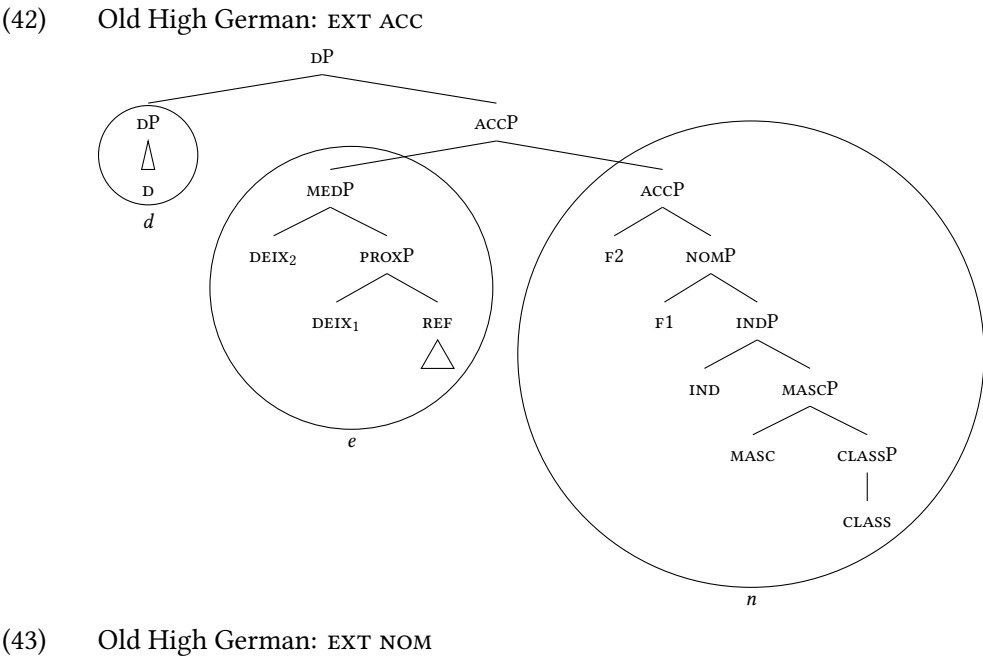 (42) Old High German: EXT ACC
DP
DP ACCP
D MEDP ACCP
d
DEIX2 PROXP F2 NOMP
DEIX1 REF F1 INDP
IND MASCP
e
MASC CLASSP
CLASS
n
(43) Old High German: EXT NOM